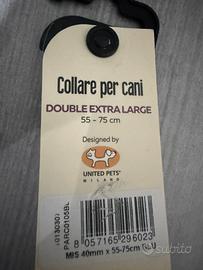 Collare per cani
DOUBLE EXTRA LARGE
55 - 75 cm
Designed by
UNITED PETS
MILANO
8 057165 296023
MIS 40mm x 55-75cm BLU
subito